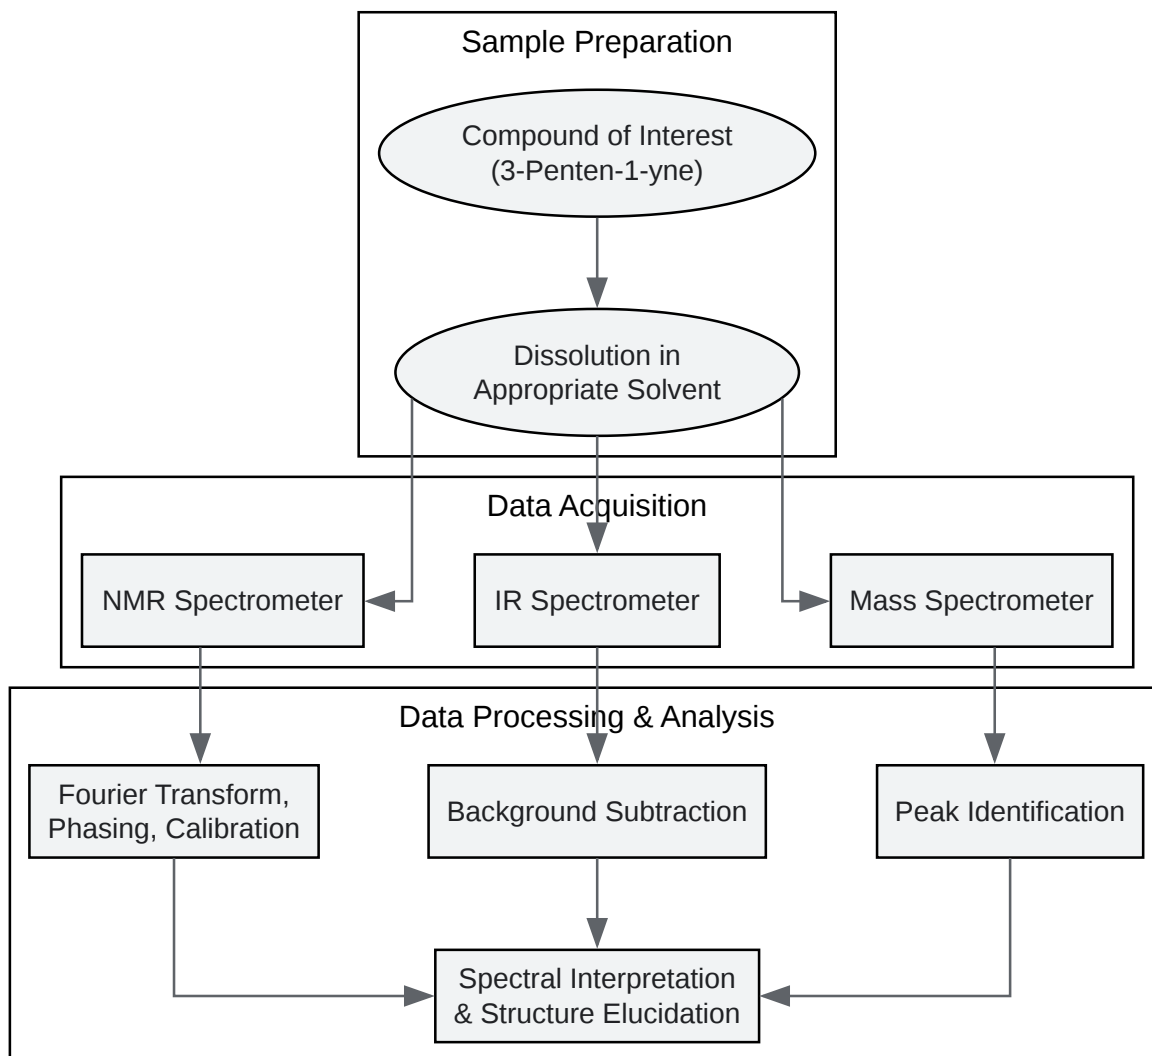 Sample Preparation
Compound of Interest
(3-Penten-1-yne)
Dissolution in
Appropriate Solvent
Data Acquisition
NMR Spectrometer
IR Spectrometer
Mass Spectrometer
Data Processing & Analysis
Fourier Transform,
Phasing, Calibration
Background Subtraction
Peak Identification
Spectral Interpretation
& Structure Elucidation